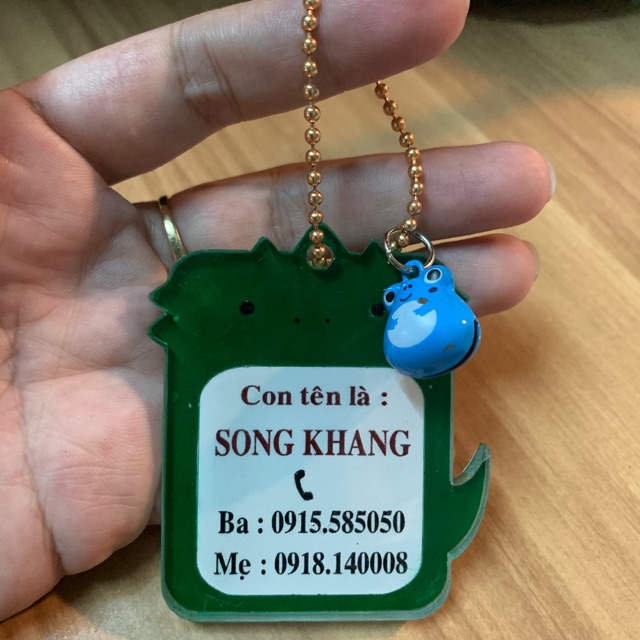 Con tên là :
SONG KHANG
Ba : 0915.585050
Mẹ : 0918.140008